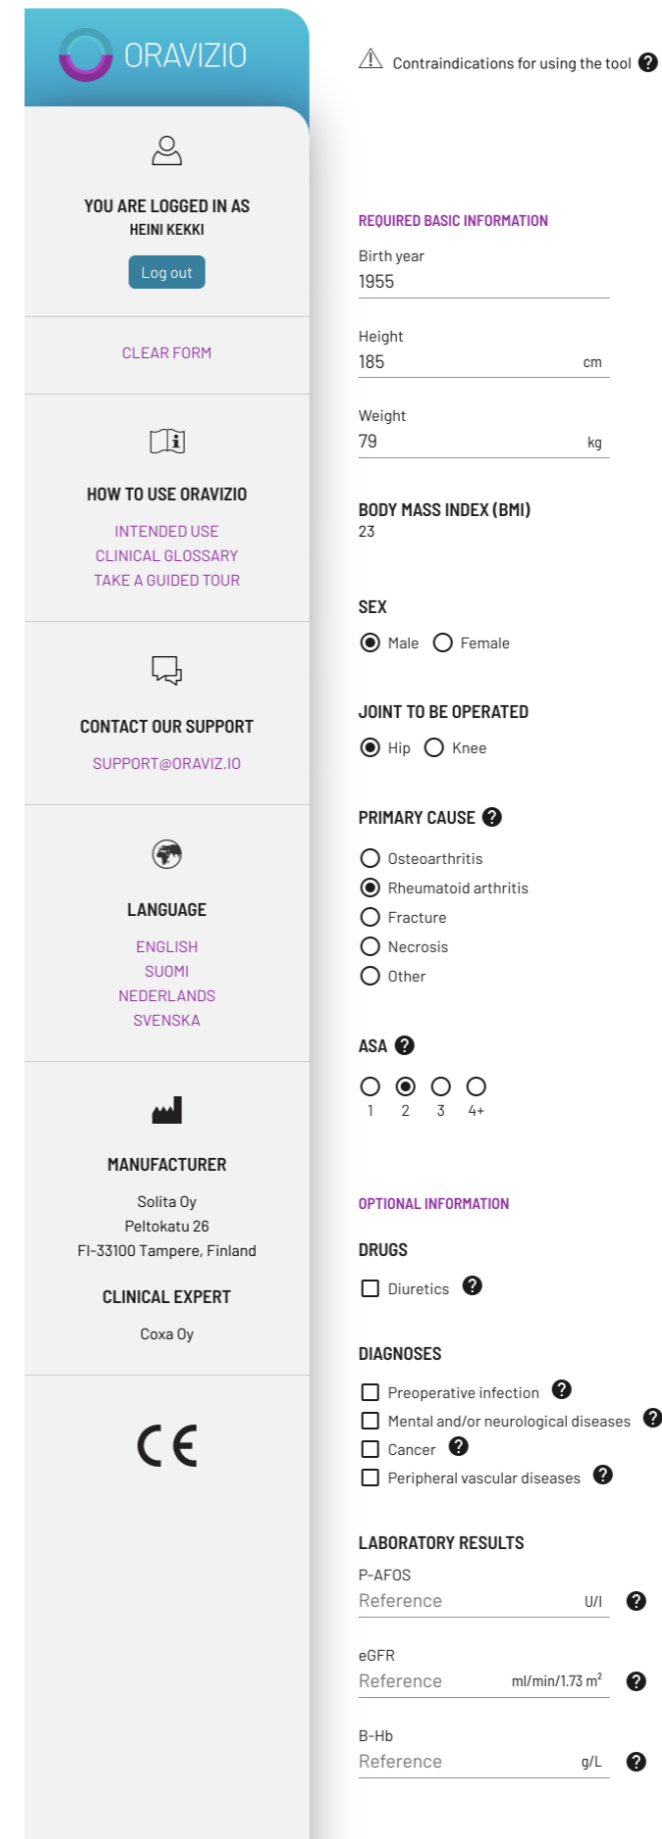 ORAVIZIO
YOU ARE LOGGED IN AS
HEINI KEKKI
Log out
CLEAR FORM
i
HOW TO USE ORAVIZIO
INTENDED USE
CLINICAL GLOSSARY
TAKE A GUIDED TOUR
CONTACT OUR SUPPORT
SUPPORT@ORAVIZ.IO
LANGUAGE
ENGLISH
SUOMI
NEDERLANDS
SVENSKA
MANUFACTURER
Solita Oy
Peltokatu 26
FI-33100 Tampere, Finland
CLINICAL EXPERT
Coxa Oy
CE
Contraindications for using the tool ?
REQUIRED BASIC INFORMATION
Birth year
1955
Height
185 cm
Weight
79 kg
BODY MASS INDEX (BMI)
23
SEX
Male Female
JOINT TO BE OPERATED
Hip Knee
PRIMARY CAUSE ?
Osteoarthritis
Rheumatoid arthritis
Fracture
Necrosis
Other
ASA ?
1 2 3 4+
OPTIONAL INFORMATION
DRUGS
Diuretics ?
DIAGNOSES
Preoperative infection ?
Mental and/or neurological diseases ?
Cancer ?
Peripheral vascular diseases ?
LABORATORY RESULTS
P-AFOS
Reference U/l ?
eGFR
Reference ml/min/1.73 m² ?
B-Hb
Reference g/L ?